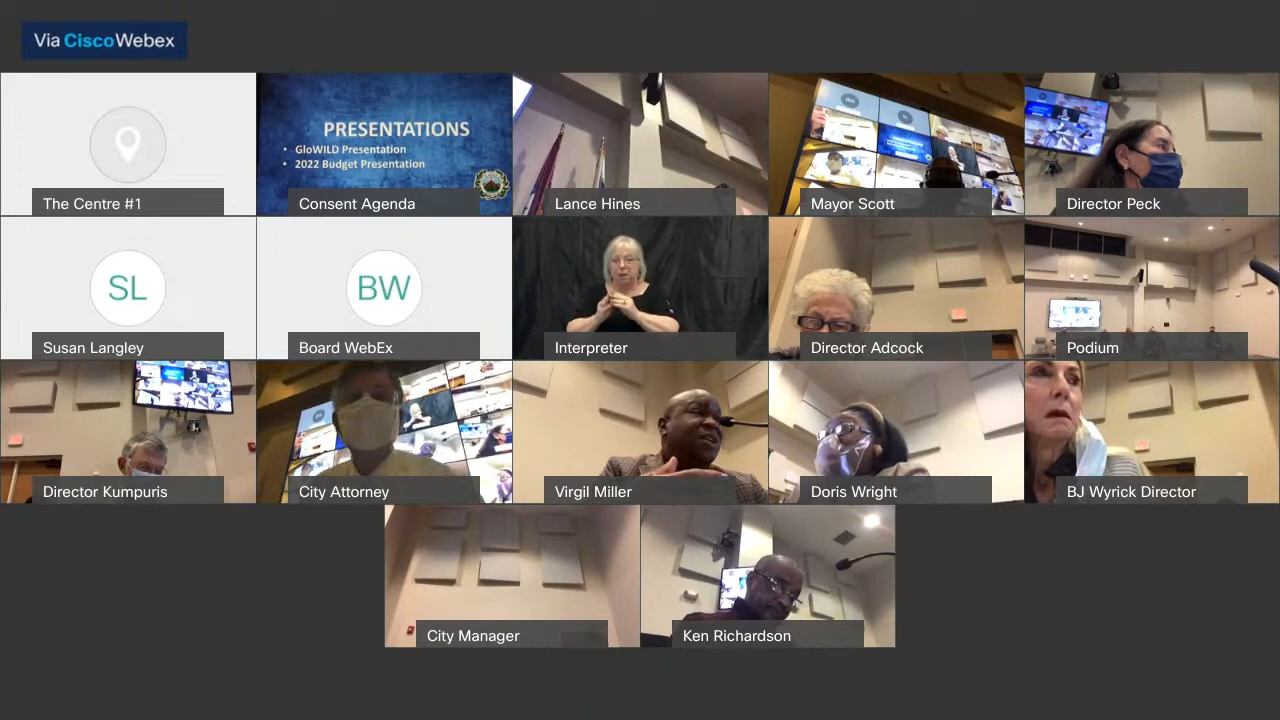 Via Cisco Webex
PRESENTATIONS
• GloWILD Presentation
• 2022 Budget Presentation
The Centre #1
Consent Agenda
Lance Hines
Mayor Scott
Director Peck
SL
BW
Susan Langley
Board WebEx
Interpreter
Director Adcock
Podium
Director Kumpuris
City Attorney
Virgil Miller
Doris Wright
BJ Wyrick Director
City Manager
Ken Richardson